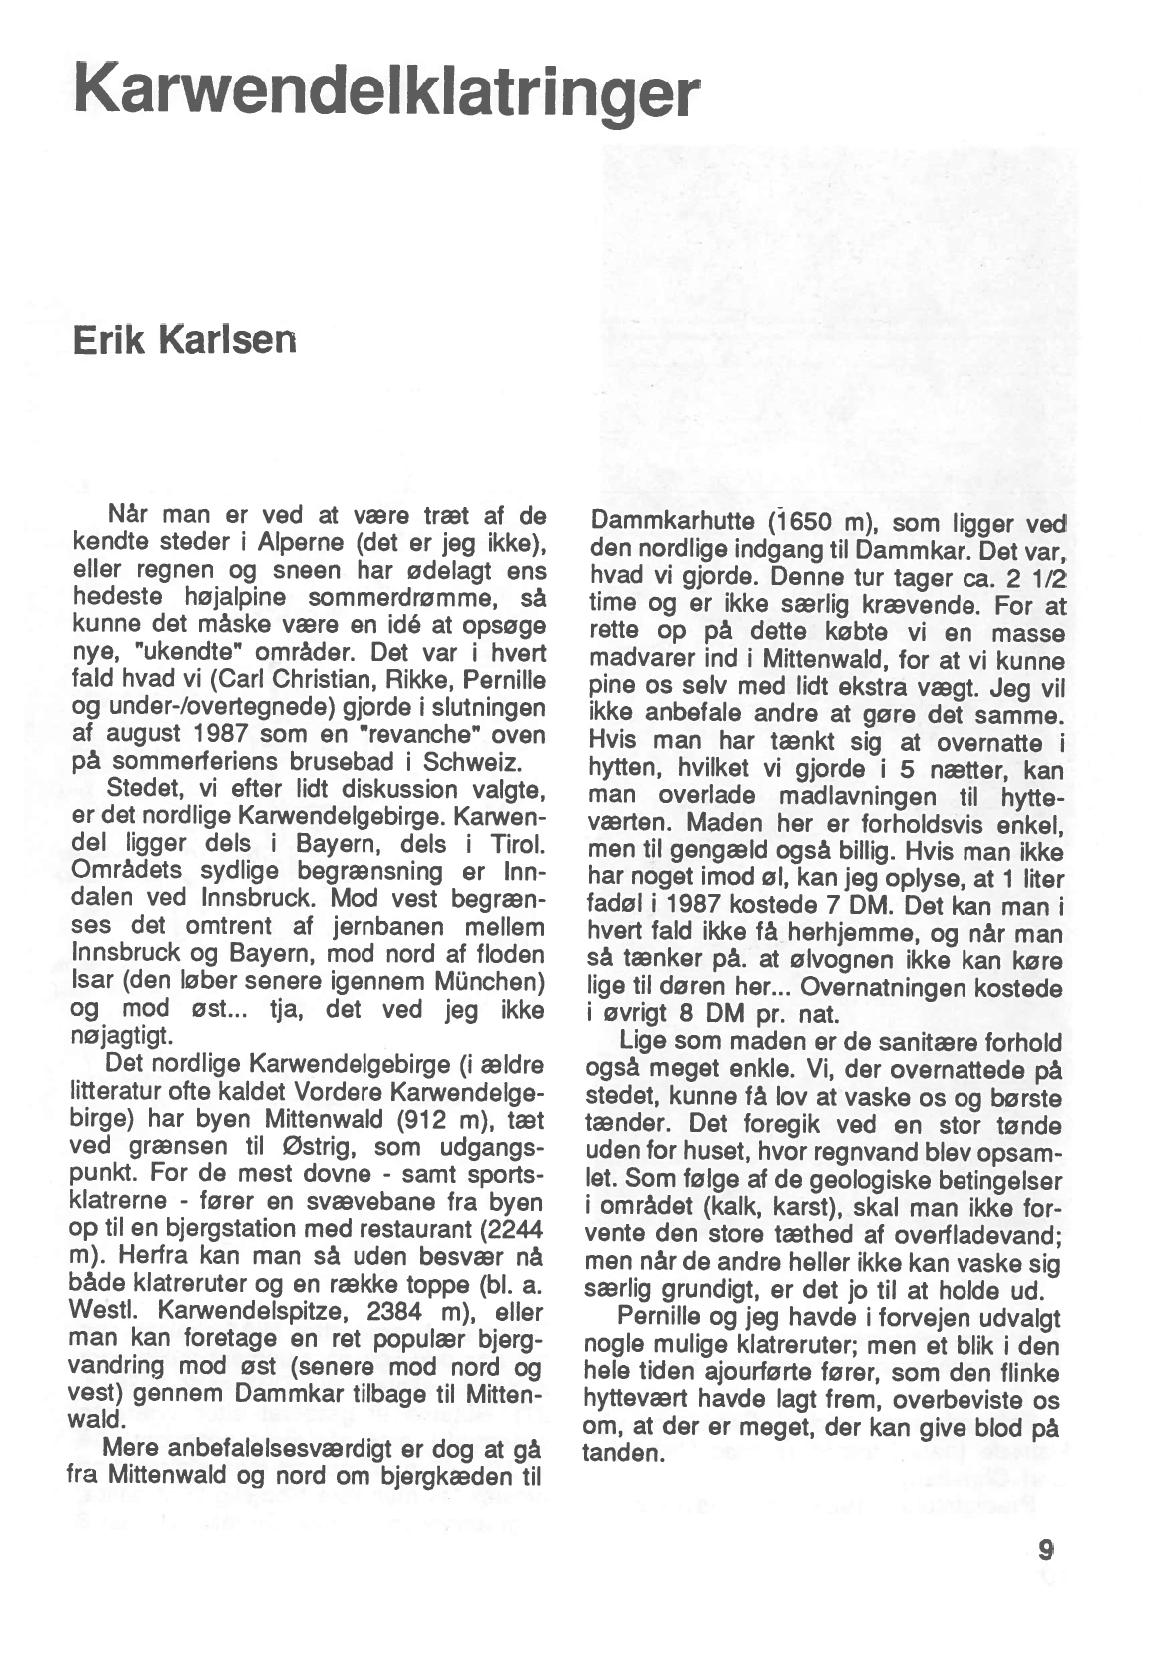 Karwendelklatringer
Erik Karlsen
Når man er ved at være træt af de
kendte steder i Alperne (det er jeg ikke),
eller regnen og sneen har ødelagt ens
hedeste højalpine sommerdrømme, så
kunne det måske være en idé at opsøge
nye, "ukendte" områder. Det var i hvert
fald hvad vi (Carl Christian, Rikke, Pernille
og under-/overtegnede) gjorde i slutningen
af august 1987 som en "revanche" oven
på sommerferiens brusebad i Schweiz.
Stedet, vi efter lidt diskussion valgte,
er det nordlige Karwendelgebirge. Karwen-
del ligger dels i Bayern, dels i Tirol.
Områdets sydlige begrænsning er Inn-
dalen ved Innsbruck. Mod vest begræn-
ses det omtrent af jernbanen mellem
Innsbruck og Bayern, mod nord af floden
Isar (den løber senere igennem München)
og mod øst... tja, det ved jeg ikke
nøjagtigt.
Det nordlige Karwendelgebirge (i ældre
litteratur ofte kaldet Vordere Karwendelge-
birge) har byen Mittenwald (912 m), tæt
ved grænsen til Østrig, som udgangs-
punkt. For de mest dovne - samt sports-
klatrerne - fører en svævebane fra byen
op til en bjergstation med restaurant (2244
m). Herfra kan man så uden besvær nå
både klatreruter og en række toppe (bl. a.
Westl. Karwendelspitze, 2384 m), eller
man kan foretage en ret populær bjerg-
vandring mod øst (senere mod nord og
vest) gennem Dammkar tilbage til Mitten-
wald.
Mere anbefalelsesværdigt er dog at gå
fra Mittenwald og nord om bjergkæden til
Dammkarhutte (1650 m), som ligger ved
den nordlige indgang til Dammkar. Det var,
hvad vi gjorde. Denne tur tager ca. 2 1/2
time og er ikke særlig krævende. For at
rette op på dette købte vi en masse
madvarer ind i Mittenwald, for at vi kunne
pine os selv med lidt ekstra vægt. Jeg vil
ikke anbefale andre at gøre det samme.
Hvis man har tænkt sig at overnatte i
hytten, hvilket vi gjorde i 5 nætter, kan
man overlade madlavningen til hytte-
værten. Maden her er forholdsvis enkel,
men til gengæld også billig. Hvis man ikke
har noget imod øl, kan jeg oplyse, at 1 liter
fadøl i 1987 kostede 7 DM. Det kan man i
hvert fald ikke få herhjemme, og når man
så tænker på. at ølvognen ikke kan køre
lige til døren her... Overnatningen kostede
i øvrigt 8 DM pr. nat.
Lige som maden er de sanitære forhold
også meget enkle. Vi, der overnattede på
stedet, kunne få lov at vaske os og børste
tænder. Det foregik ved en stor tønde
uden for huset, hvor regnvand blev opsam-
let. Som følge af de geologiske betingelser
i området (kalk, karst), skal man ikke for-
vente den store tæthed af overfladevand;
men når de andre heller ikke kan vaske sig
særlig grundigt, er det jo til at holde ud.
Pernille og jeg havde i forvejen udvalgt
nogle mulige klatreruter; men et blik i den
hele tiden ajourførte fører, som den flinke
hyttevært havde lagt frem, overbeviste os
om, at der er meget, der kan give blod på
tanden.
9